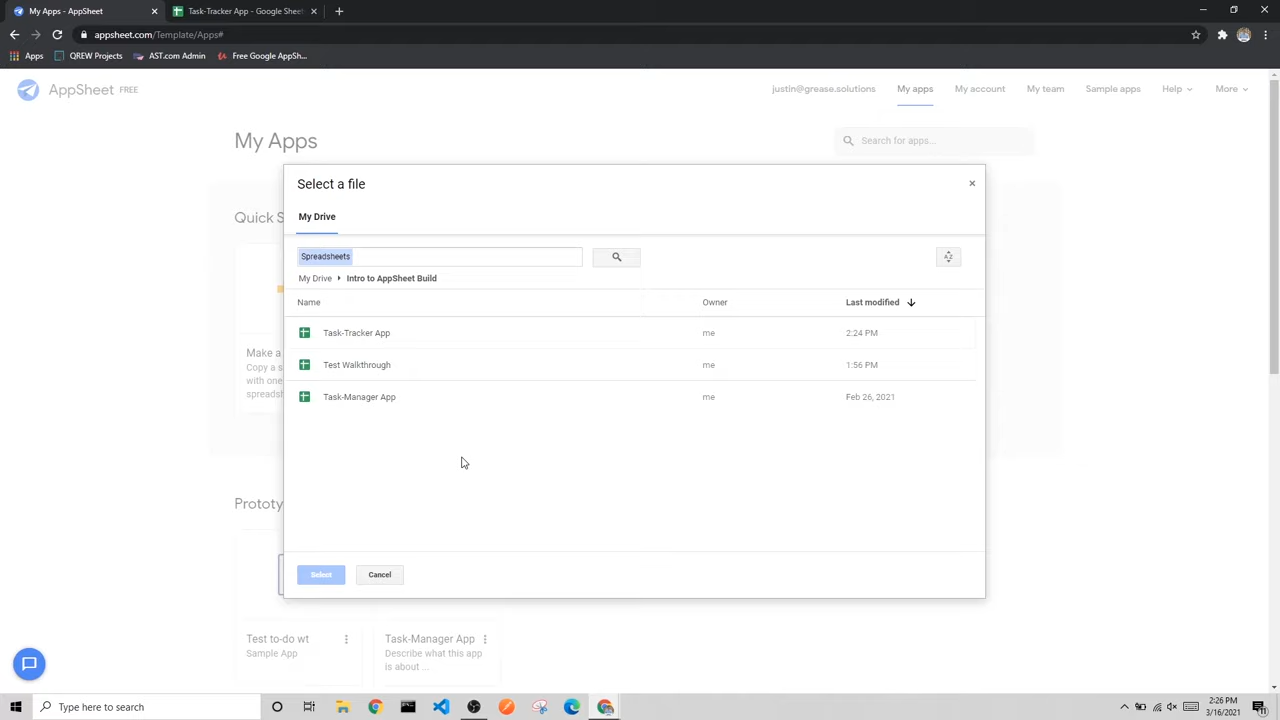 My Apps - AppSheet
Task-Tracker App - Google Sheet
appsheet.com/Template/Apps#
Apps
QREW Projects
AST.com Admin
Free Google AppSh...
AppSheet FREE
justin@grease.solutions
My apps
My account
My team
Sample apps
Help
More
My Apps
Search for apps...
Quick S
Make a
Copy a s
with one
spreadsh
Select a file
My Drive
Spreadsheets
My Drive
Intro to AppSheet Build
Name
Owner
Last modified
Task-Tracker App
me
2:24 PM
Test Walkthrough
me
1:56 PM
Task-Manager App
me
Feb 26, 2021
Select
Cancel
Prototy
Test to-do wt
Sample App
Task-Manager App
Describe what this app
is about ...
Type here to search
2:26 PM
3/16/2021